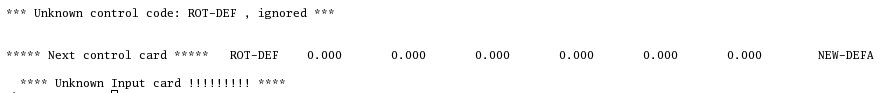 *** Unknown control code: ROT-DEF , ignored ***
***** Next control card ***** ROT-DEF 0.000 0.000 0.000 0.000 0.000 0.000 NEW-DEFA
**** Unknown Input card !!!!!!!!! ****